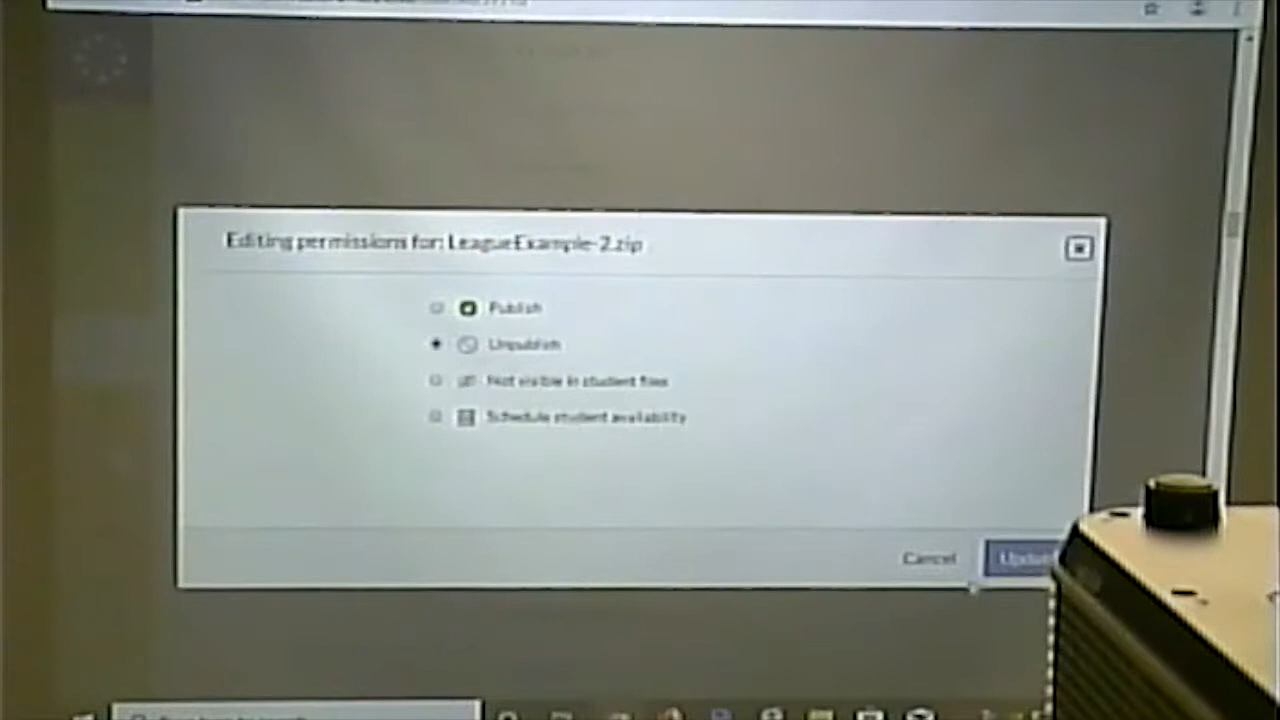 Editing permissions for: LeagueExample-2.zip
Publish
Unpublish
Not visible in student files
Schedule student availability
Cancel